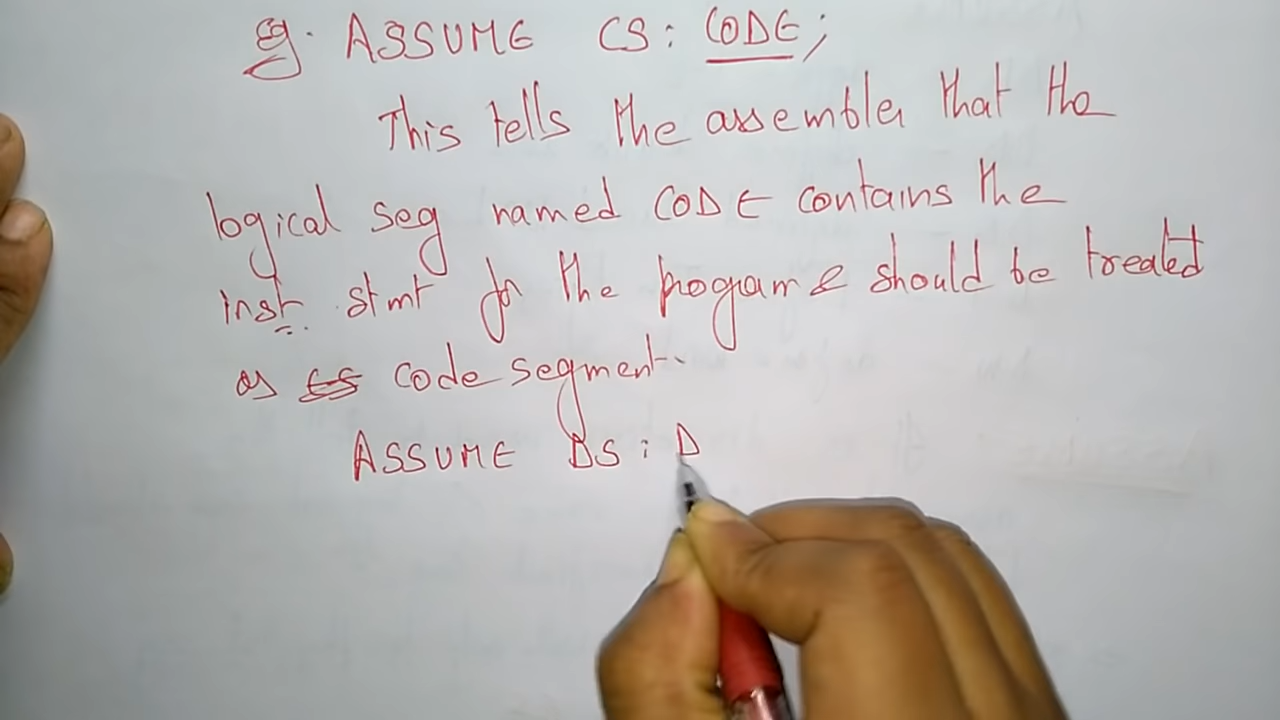 eg. ASSUME CS: CODE;
This tells the assembler that the
logical seg named CODE contains the
inst stmt for the program & should be treated
as code segment.
ASSUME DS: D